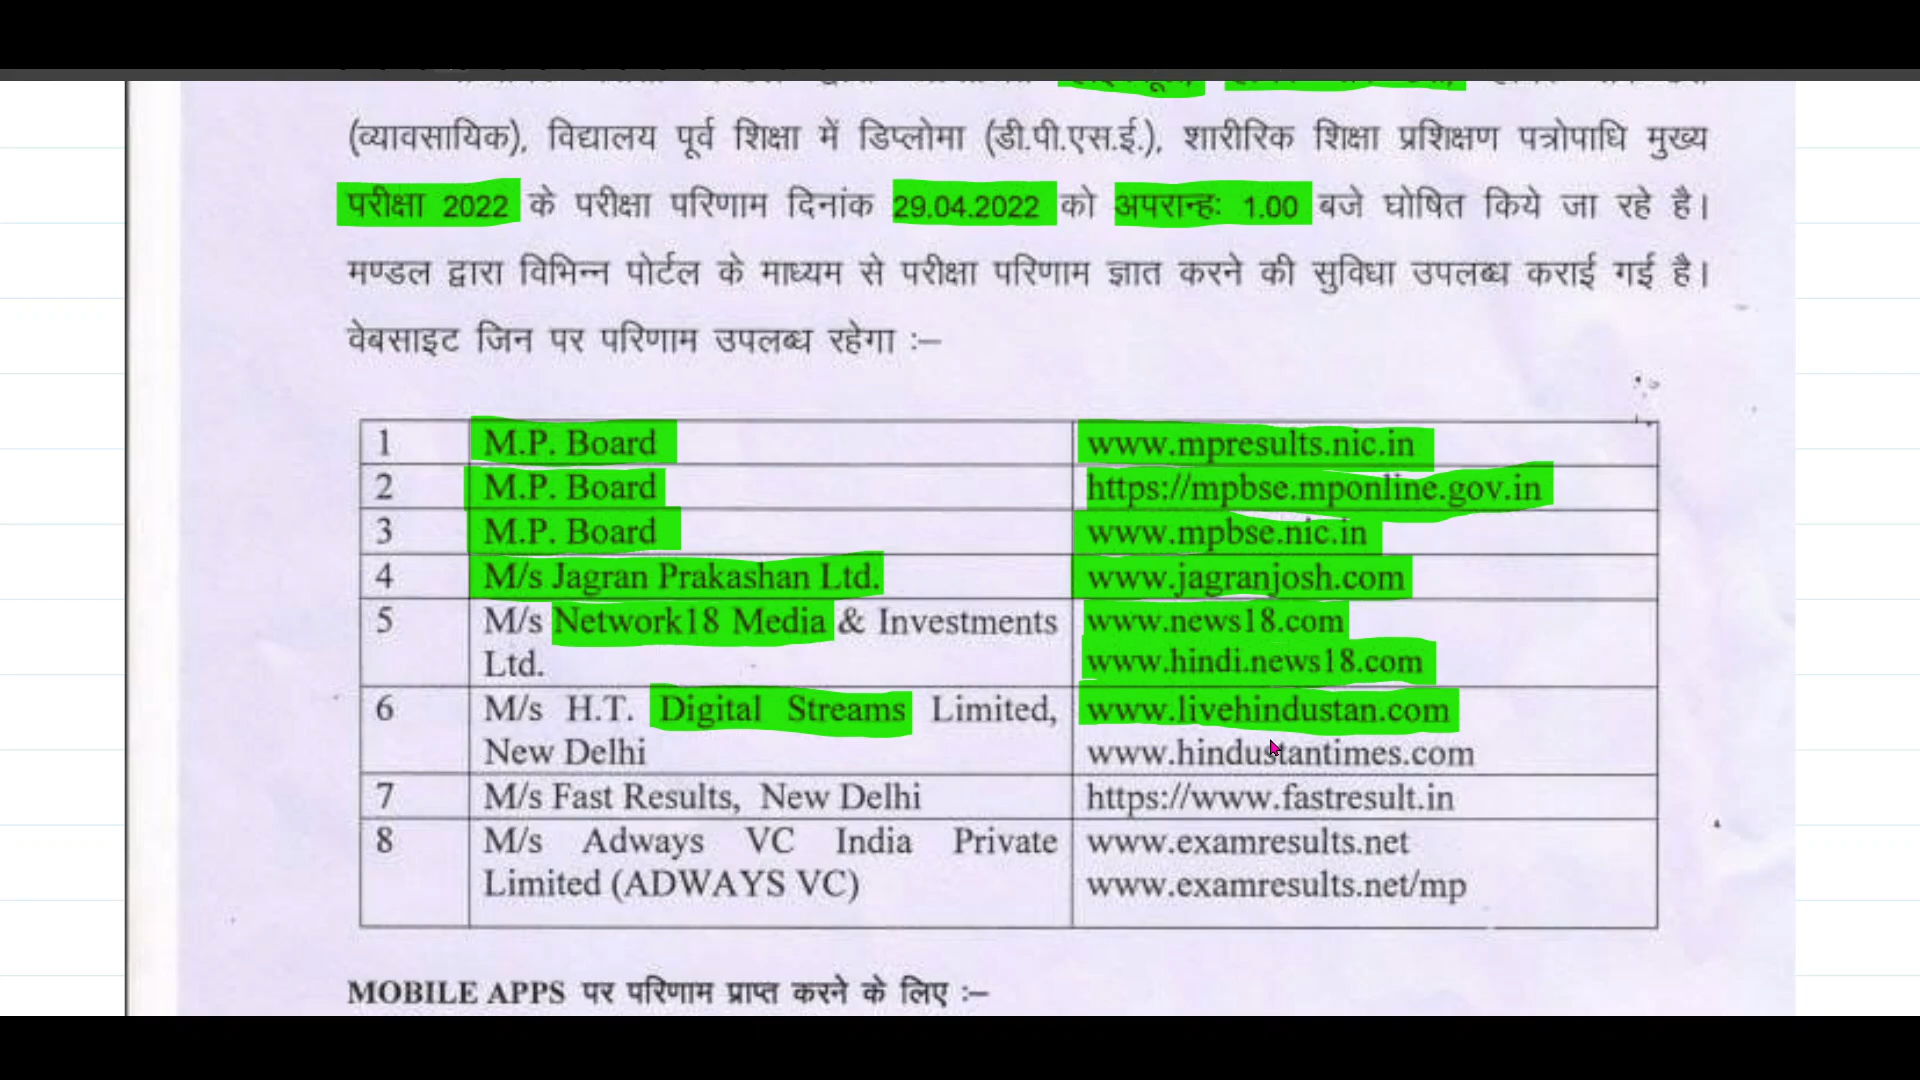 (व्यावसायिक), विद्यालय पूर्व शिक्षा में डिप्लोमा (डी.पी.एस.ई.), शारीरिक शिक्षा प्रशिक्षण पत्रोपाधि मुख्य
परीक्षा 2022 के परीक्षा परिणाम दिनांक 29.04.2022 को अपरान्हः 1.00 बजे घोषित किये जा रहे है।
मण्डल द्वारा विभिन्न पोर्टल के माध्यम से परीक्षा परिणाम ज्ञात करने की सुविधा उपलब्ध कराई गई है।
वेबसाइट जिन पर परिणाम उपलब्ध रहेगा :–
1 M.P. Board www.mpresults.nic.in
2 M.P. Board https://mpbse.mponline.gov.in
3 M.P. Board www.mpbse.nic.in
4 M/s Jagran Prakashan Ltd. www.jagranjosh.com
5 M/s Network18 Media & Investments www.news18.com
Ltd. www.hindi.news18.com
6 M/s H.T. Digital Streams Limited, www.livehindustan.com
New Delhi www.hindustantimes.com
7 M/s Fast Results, New Delhi https://www.fastresult.in
8 M/s Adways VC India Private www.examresults.net
Limited (ADWAYS VC) www.examresults.net/mp
MOBILE APPS पर परिणाम प्राप्त करने के लिए :–